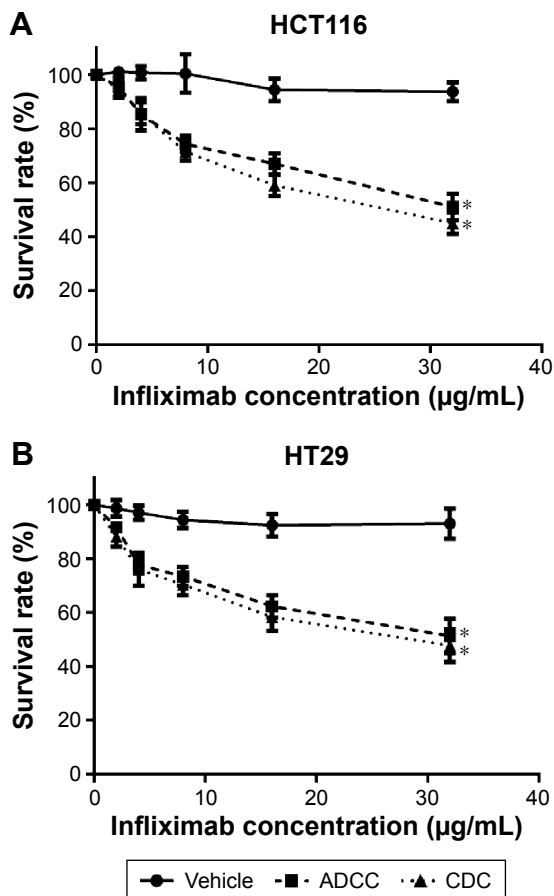 A
HCT116
Survival rate (%)
100
80
60
40
20
0
*
*
0 10 20 30 40
Infliximab concentration (µg/mL)
B
HT29
Survival rate (%)
100
80
60
40
20
0
*
*
0 10 20 30 40
Infliximab concentration (µg/mL)
Vehicle ADCC CDC